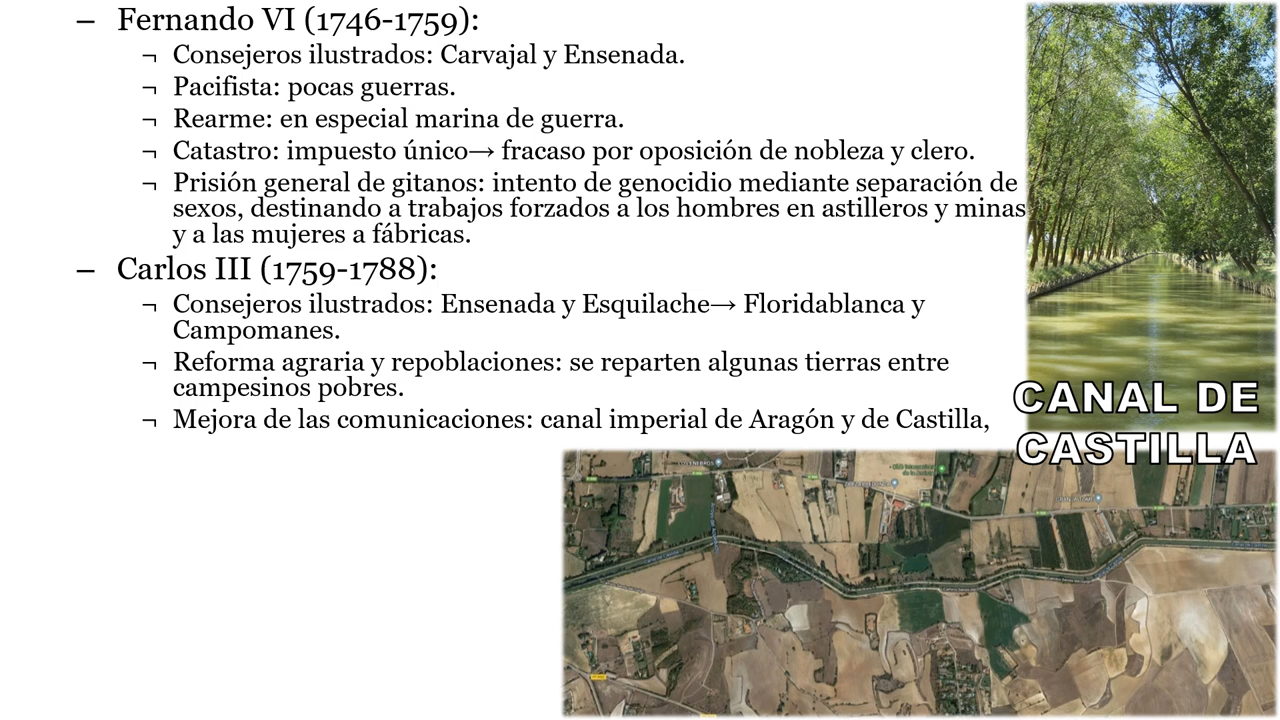 – Fernando VI (1746-1759):
¬ Consejeros ilustrados: Carvajal y Ensenada.
¬ Pacifista: pocas guerras.
¬ Rearme: en especial marina de guerra.
¬ Catastro: impuesto único→ fracaso por oposición de nobleza y clero.
¬ Prisión general de gitanos: intento de genocidio mediante separación de
sexos, destinando a trabajos forzados a los hombres en astilleros y minas
y a las mujeres a fábricas.
– Carlos III (1759-1788):
¬ Consejeros ilustrados: Ensenada y Esquilache→ Floridablanca y
Campomanes.
¬ Reforma agraria y repoblaciones: se reparten algunas tierras entre
campesinos pobres.
¬ Mejora de las comunicaciones: canal imperial de Aragón y de Castilla,
CANAL DE
CASTILLA